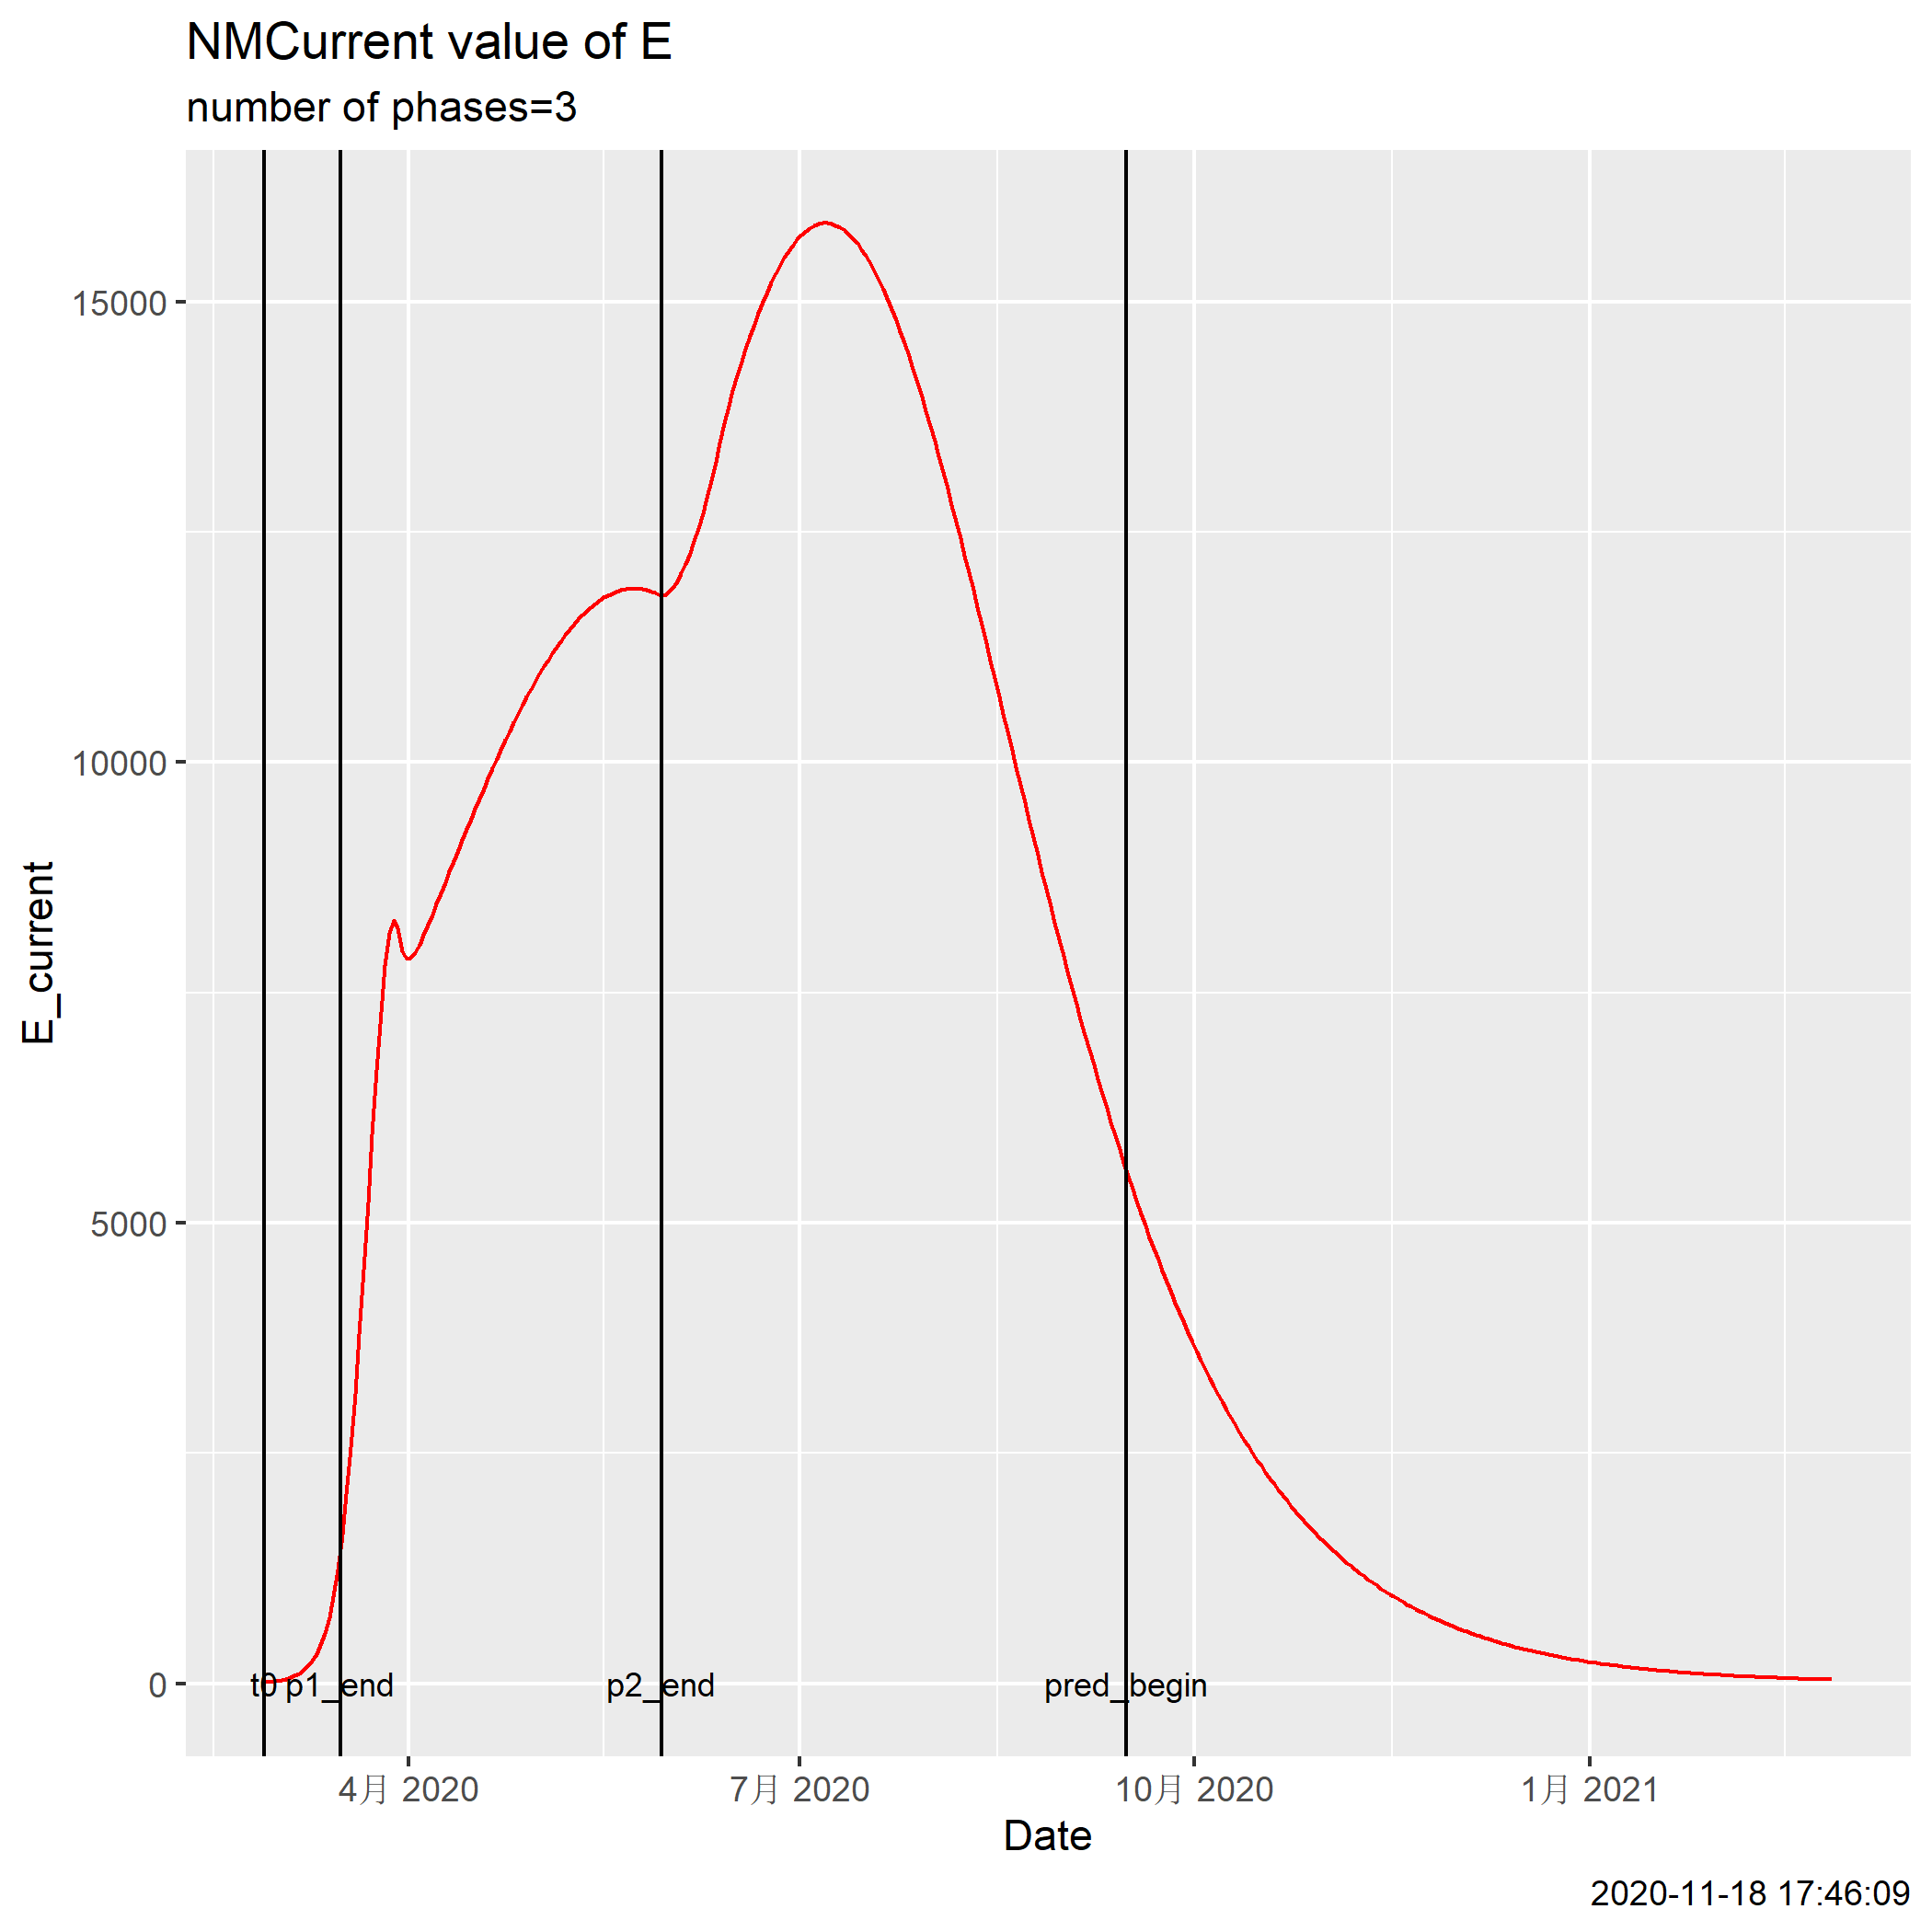 NMCurrent value of E
number of phases=3
E_current
15000
10000
5000
0
t0 p1_end p2_end pred_begin
4月 2020 7月 2020 10月 2020 1月 2021
Date
2020-11-18 17:46:09